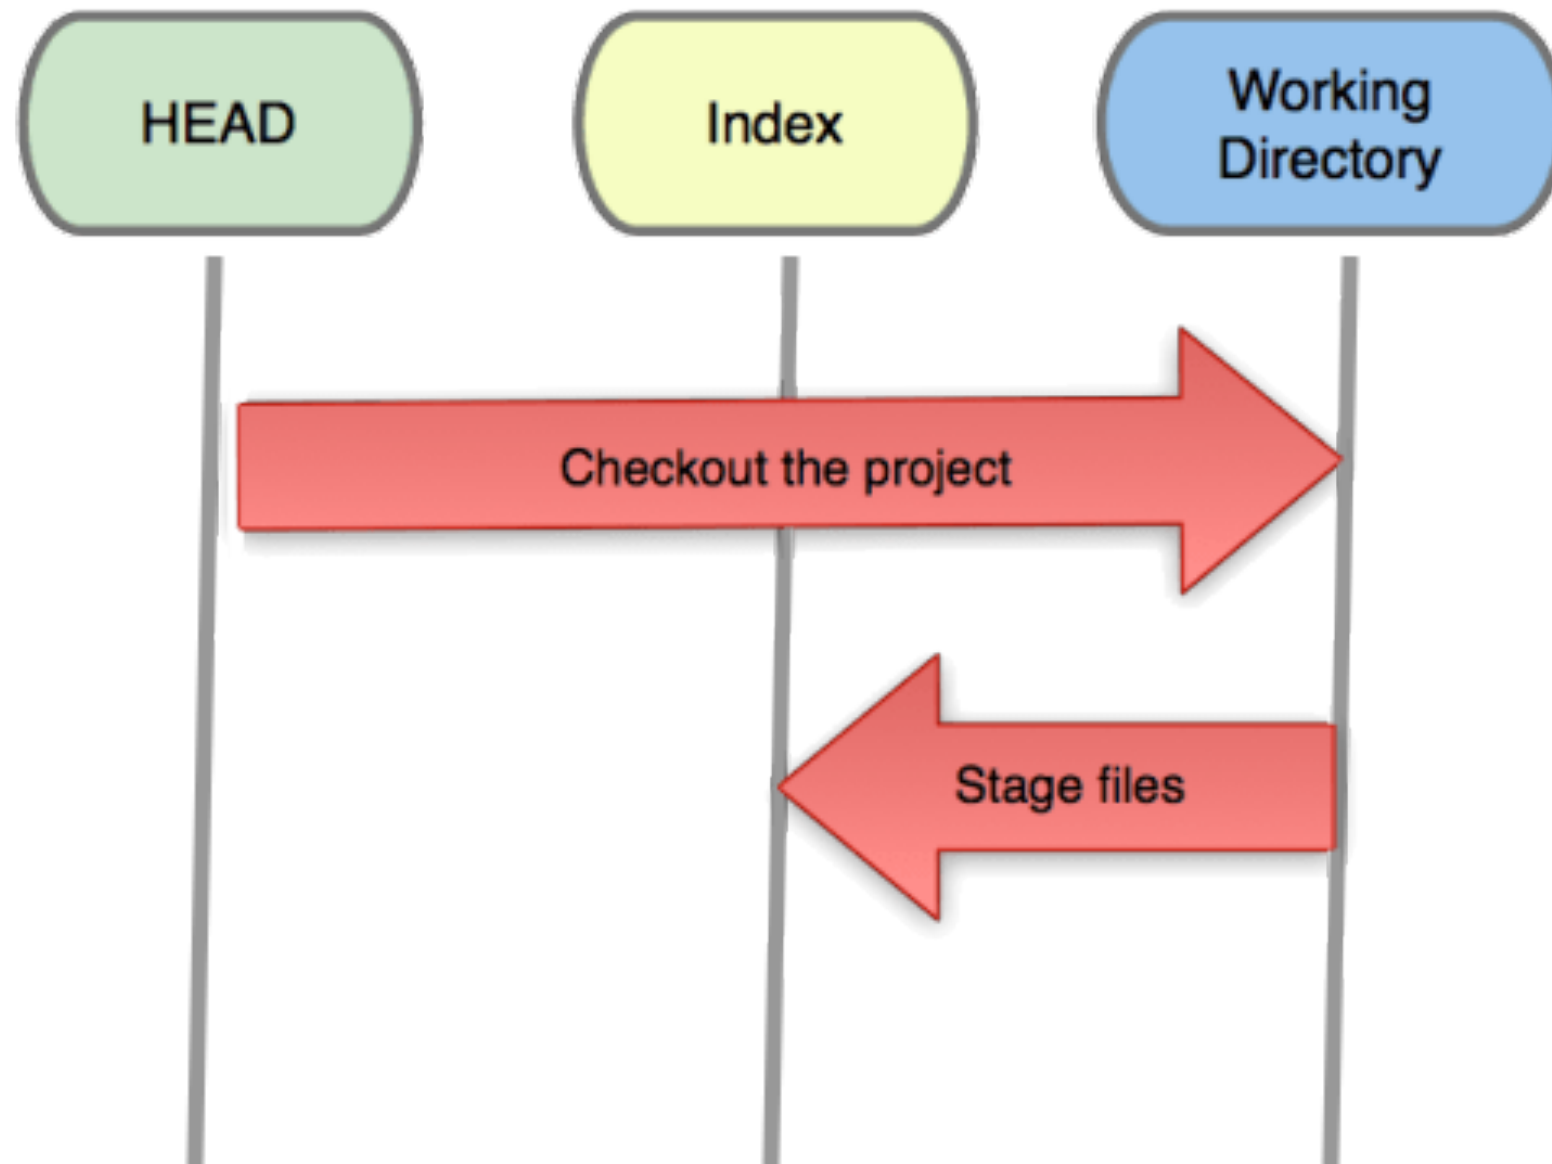 HEAD
Index
Working
Directory
Checkout the project
Stage files